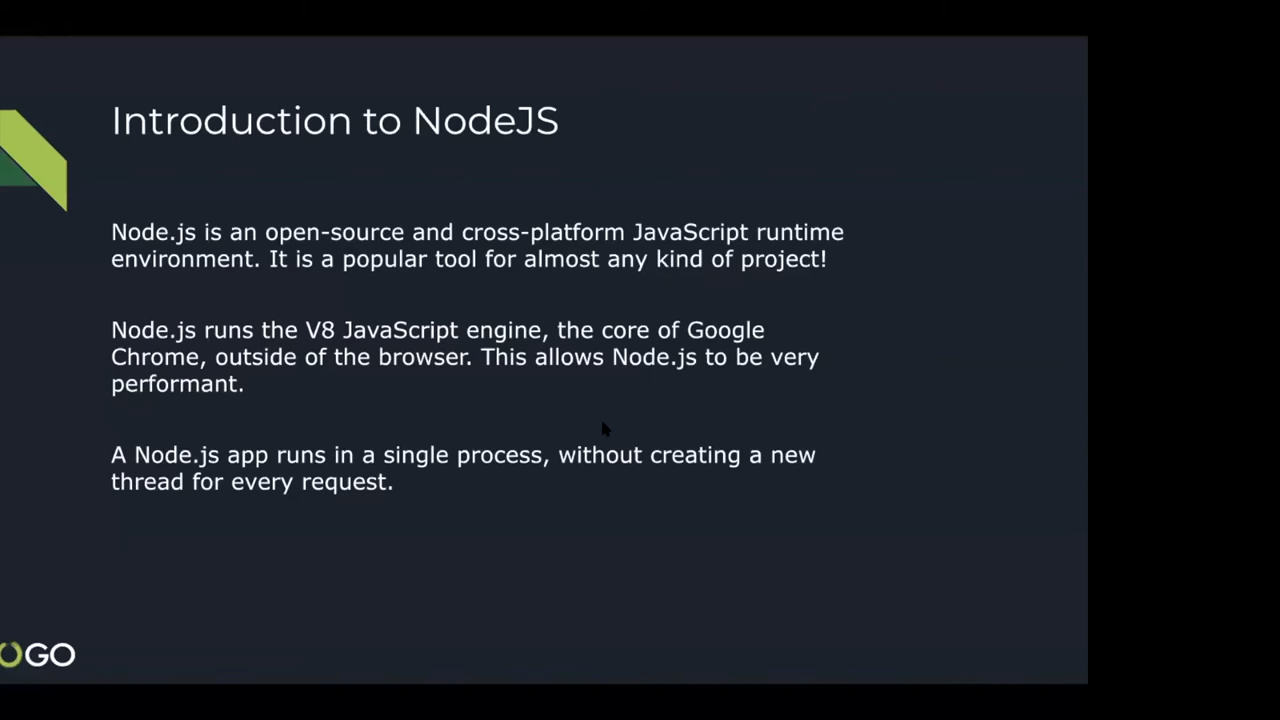 Introduction to NodeJS
Node.js is an open-source and cross-platform JavaScript runtime
environment. It is a popular tool for almost any kind of project!
Node.js runs the V8 JavaScript engine, the core of Google
Chrome, outside of the browser. This allows Node.js to be very
performant.
A Node.js app runs in a single process, without creating a new
thread for every request.
GO